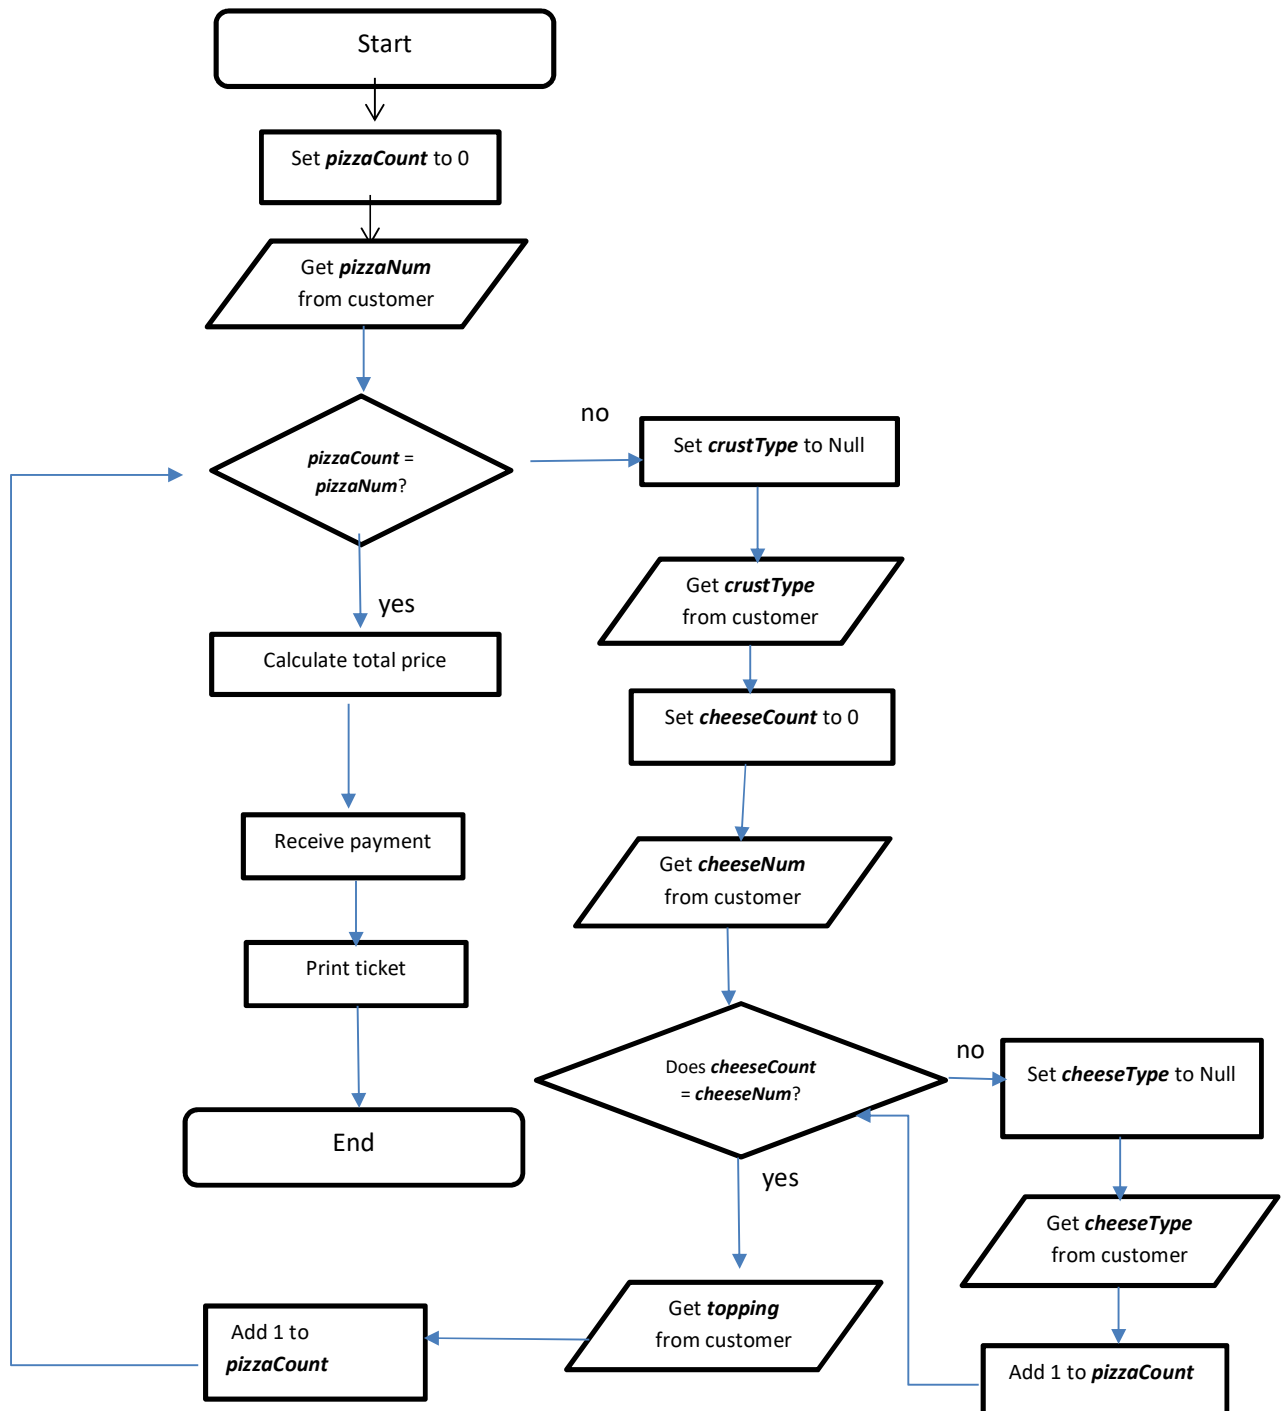 Start
Set pizzaCount to 0
Get pizzaNum
from customer
pizzaCount =
pizzaNum?
no
Set crustType to Null
Get crustType
from customer
yes
Calculate total price
Set cheeseCount to 0
Receive payment
Get cheeseNum
from customer
Print ticket
Does cheeseCount
= cheeseNum?
no
Set cheeseType to Null
End
yes
Get cheeseType
from customer
Get topping
from customer
Add 1 to
pizzaCount
Add 1 to pizzaCount